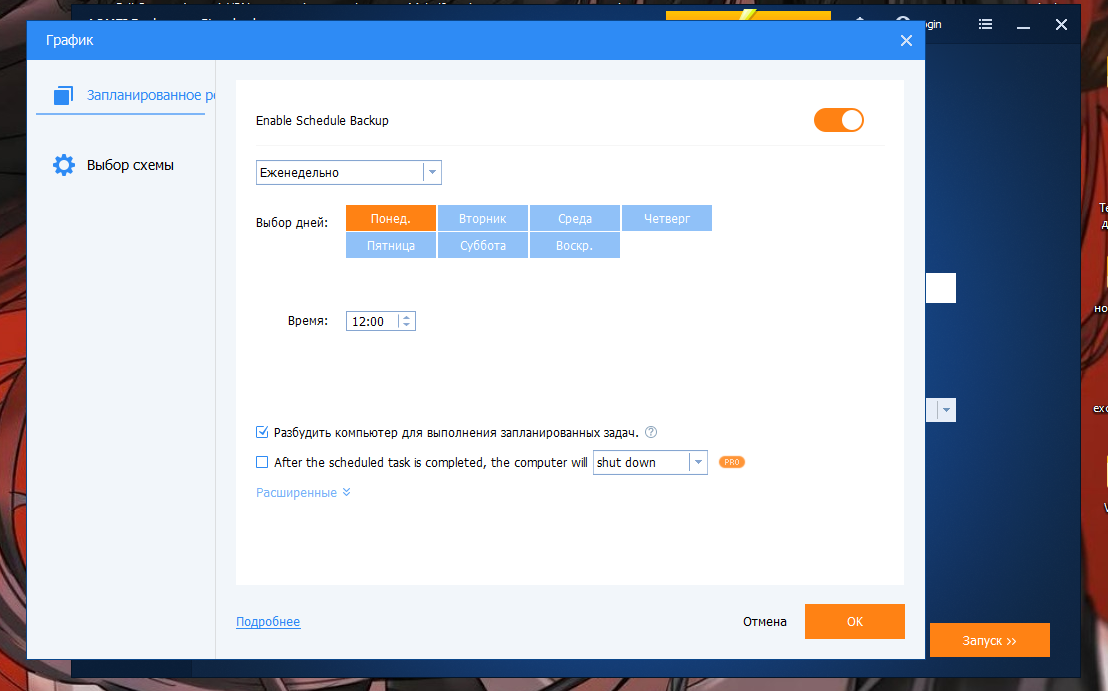 График
Запланированное
Выбор схемы
Enable Schedule Backup
Еженедельно
Выбор дней:
Понед. Вторник Среда Четверг
Пятница Суббота Воскр.
Время: 12:00
Разбудить компьютер для выполнения запланированных задач. ?
After the scheduled task is completed, the computer will shut down PRO
Расширенные
Подробнее
Отмена
OK
Запуск >>